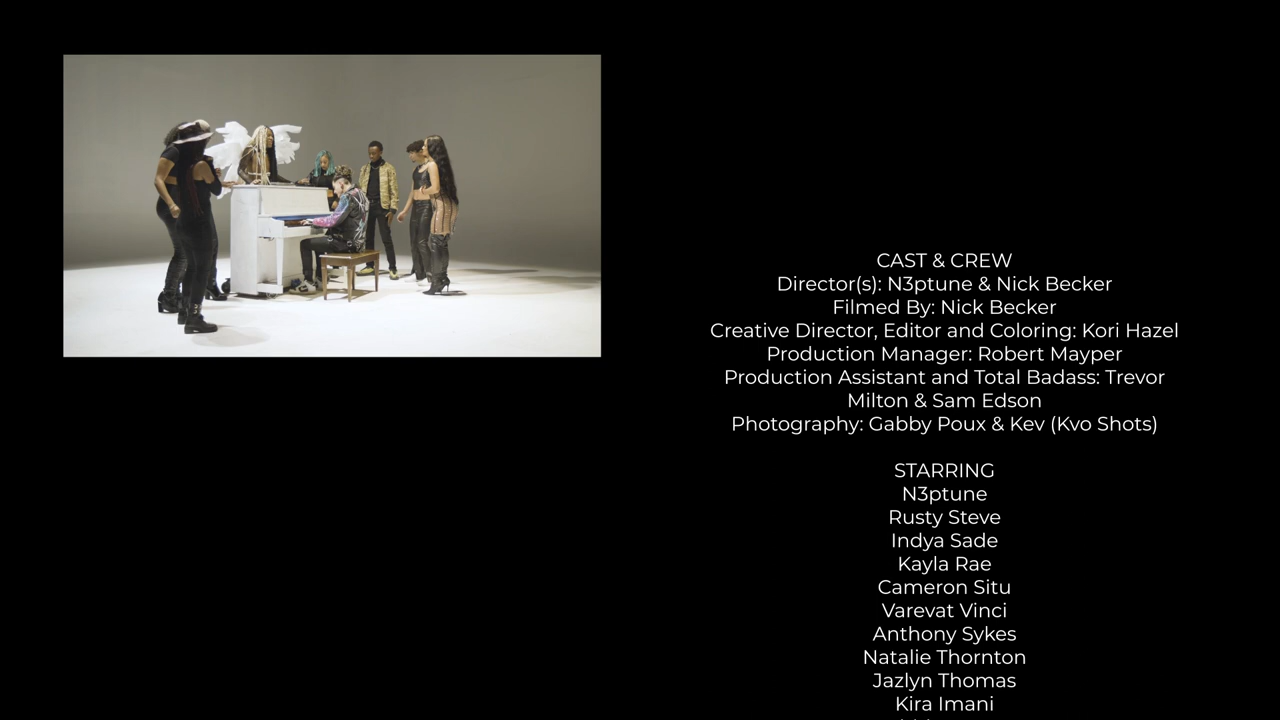 CAST & CREW
Director(s): N3ptune & Nick Becker
Filmed By: Nick Becker
Creative Director, Editor and Coloring: Kori Hazel
Production Manager: Robert Mayper
Production Assistant and Total Badass: Trevor
Milton & Sam Edson
Photography: Gabby Poux & Kev (Kvo Shots)
STARRING
N3ptune
Rusty Steve
Indya Sade
Kayla Rae
Cameron Situ
Varevat Vinci
Anthony Sykes
Natalie Thornton
Jazlyn Thomas
Kira Imani